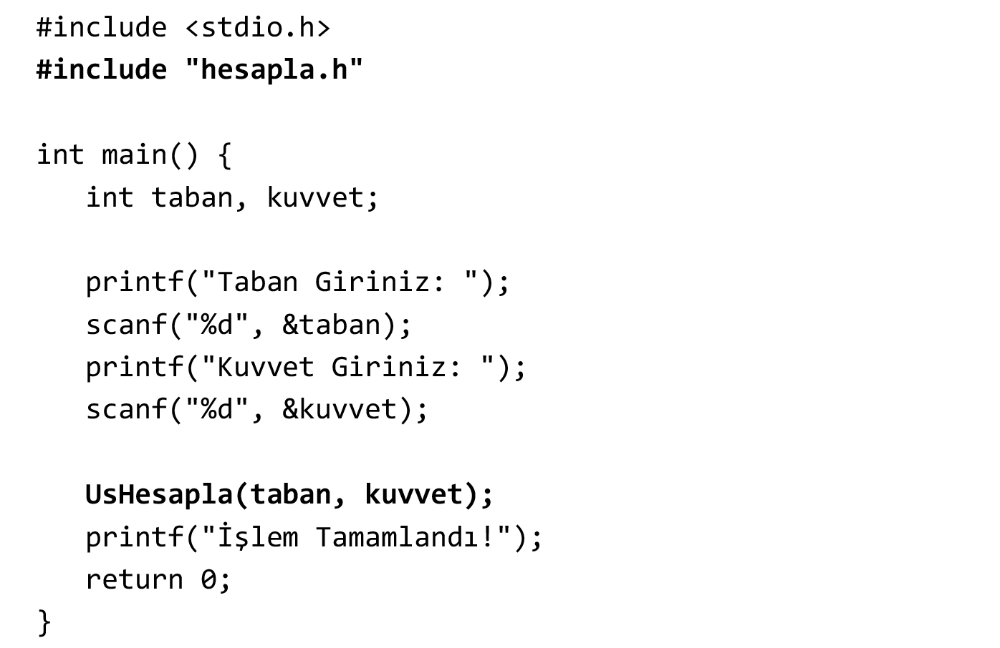 #include <stdio.h>
#include "hesapla.h"
int main() {
int taban, kuvvet;
printf("Taban Giriniz: ");
scanf("%d", &taban);
printf("Kuvvet Giriniz: ");
scanf("%d", &kuvvet);
UsHesapla(taban, kuvvet);
printf("İşlem Tamamlandı!");
return 0;
}